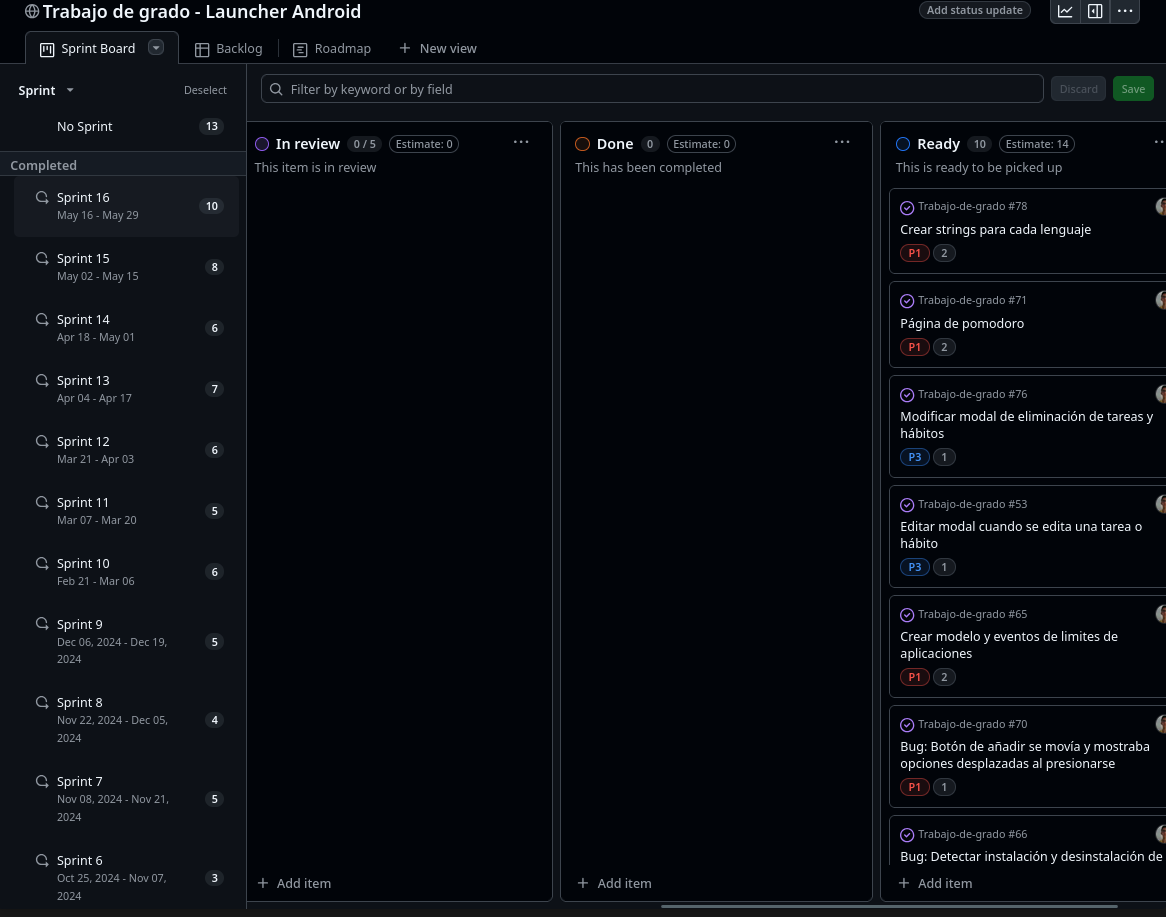 Trabajo de grado - Launcher Android
Add status update
Sprint Board
Backlog
Roadmap
New view
Sprint
Deselect
No Sprint
13
Completed
Sprint 16
May 16 - May 29
10
Sprint 15
May 02 - May 15
8
Sprint 14
Apr 18 - May 01
6
Sprint 13
Apr 04 - Apr 17
7
Sprint 12
Mar 21 - Apr 03
6
Sprint 11
Mar 07 - Mar 20
5
Sprint 10
Feb 21 - Mar 06
6
Sprint 9
Dec 06, 2024 - Dec 19,
2024
5
Sprint 8
Nov 22, 2024 - Dec 05,
2024
4
Sprint 7
Nov 08, 2024 - Nov 21,
2024
5
Sprint 6
Oct 25, 2024 - Nov 07,
2024
3
Filter by keyword or by field
Discard
Save
In review 0 / 5 Estimate: 0
This item is in review
Add item
Done 0 Estimate: 0
This has been completed
Add item
Ready 10 Estimate: 14
This is ready to be picked up
Trabajo-de-grado #78
Crear strings para cada lenguaje
P1 2
Trabajo-de-grado #71
Página de pomodoro
P1 2
Trabajo-de-grado #76
Modificar modal de eliminación de tareas y
hábitos
P3 1
Trabajo-de-grado #53
Editar modal cuando se edita una tarea o
hábito
P3 1
Trabajo-de-grado #65
Crear modelo y eventos de limites de
aplicaciones
P1 2
Trabajo-de-grado #70
Bug: Botón de añadir se movía y mostraba
opciones desplazadas al presionarse
P1 1
Trabajo-de-grado #66
Bug: Detectar instalación y desinstalación de
Add item